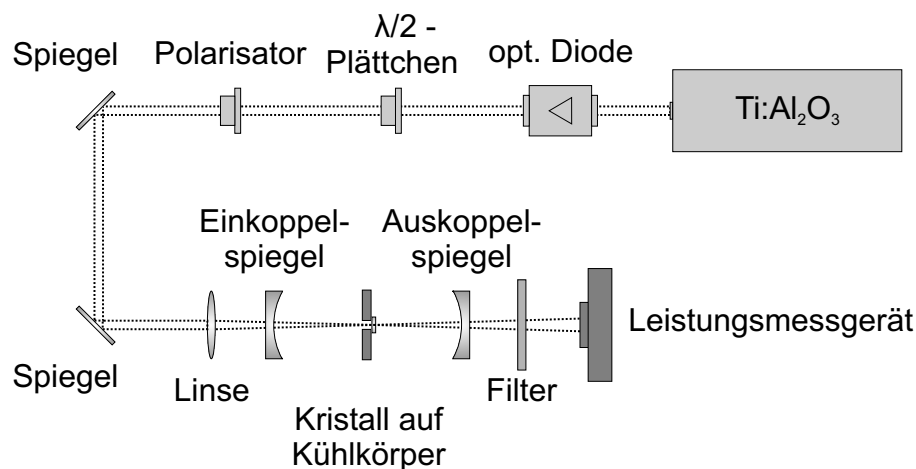 Spiegel
Polarisator
λ/2 -
Plättchen
opt. Diode
Ti:Al₂O₃
Einkoppel-
spiegel
Auskoppel-
spiegel
Leistungsmessgerät
Spiegel
Linse
Kristall auf
Kühlkörper
Filter